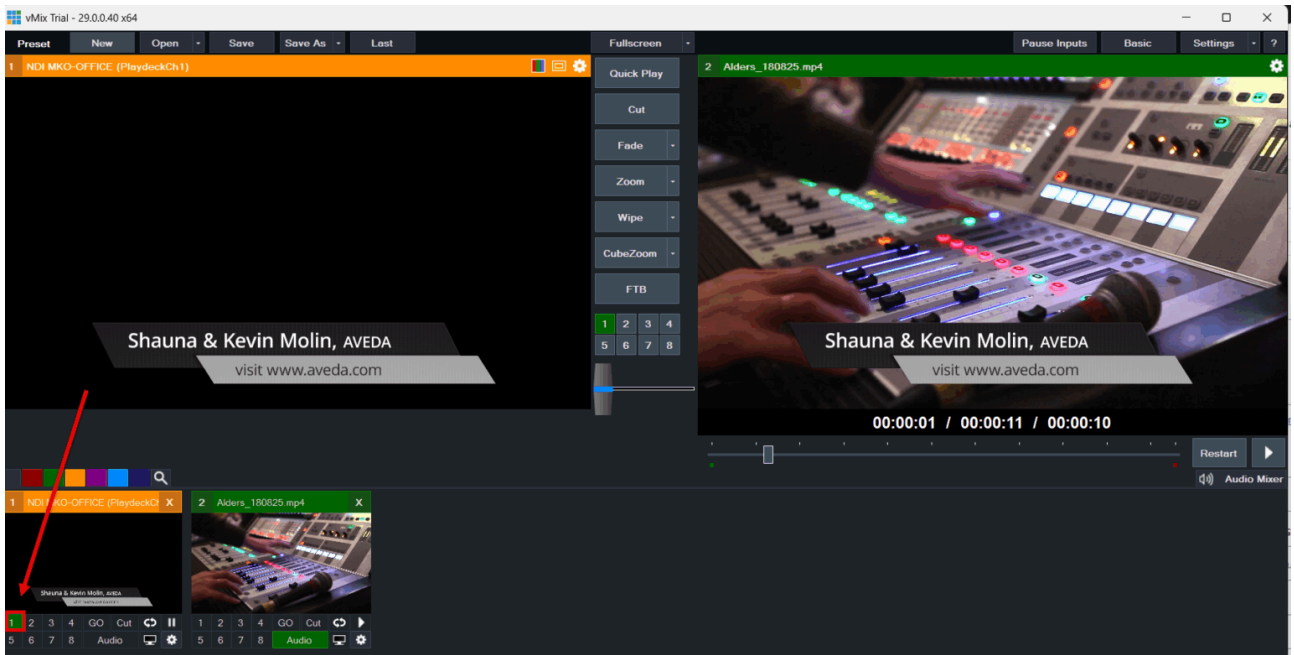 vMix Trial - 29.0.0.40 x64
Preset New Open Save Save As Last Fullscreen Pause Inputs Basic Settings ?
1 NDI MKO-OFFICE (PlaydeckCh1)
Quick Play
Cut
Fade
Zoom
Wipe
CubeZoom
FTB
1 2 3 4
5 6 7 8
Shauna & Kevin Molin, AVEDA
visit www.aveda.com
2 Alders_180825.mp4
Shauna & Kevin Molin, AVEDA
visit www.aveda.com
00:00:01 / 00:00:11 / 00:00:10
Restart
Audio Mixer
1 NDI MKO-OFFICE (PlaydeckCh X
Shauna & Kevin Molin, AVEDA
1 2 3 4 GO Cut
5 6 7 8 Audio
2 Alders_180825.mp4 X
1 2 3 4 GO Cut
5 6 7 8 Audio